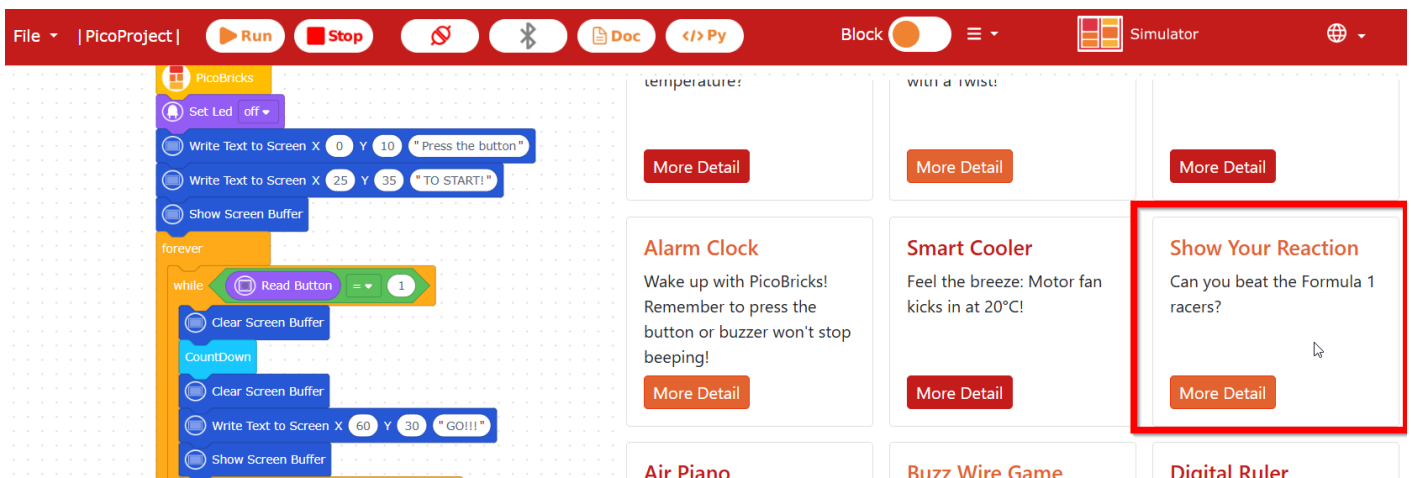 File
|PicoProject|
Run
Stop
Doc
</> Py
Block
Simulator
PicoBricks
Set Led off
Write Text to Screen X 0 Y 10 "Press the button"
Write Text to Screen X 25 Y 35 "TO START!"
Show Screen Buffer
forever
while Read Button = 1
Clear Screen Buffer
CountDown
Clear Screen Buffer
Write Text to Screen X 60 Y 30 "GO!!!"
Show Screen Buffer
temperature?
More Detail
with a Twist!
More Detail
More Detail
Alarm Clock
Wake up with PicoBricks!
Remember to press the
button or buzzer won't stop
beeping!
More Detail
Smart Cooler
Feel the breeze: Motor fan
kicks in at 20°C!
More Detail
Show Your Reaction
Can you beat the Formula 1
racers?
More Detail
Air Piano
Buzz Wire Game
Digital Ruler